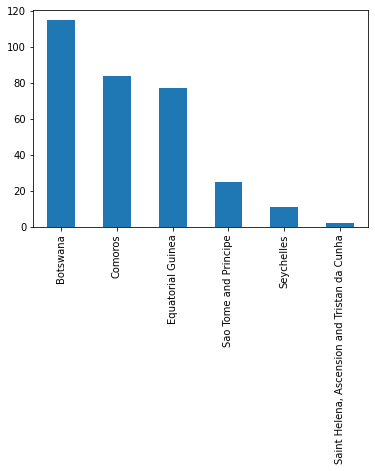 120
100
80
60
40
20
0
Botswana
Comoros
Equatorial Guinea
Sao Tome and Principe
Seychelles
Saint Helena, Ascension and Tristan da Cunha